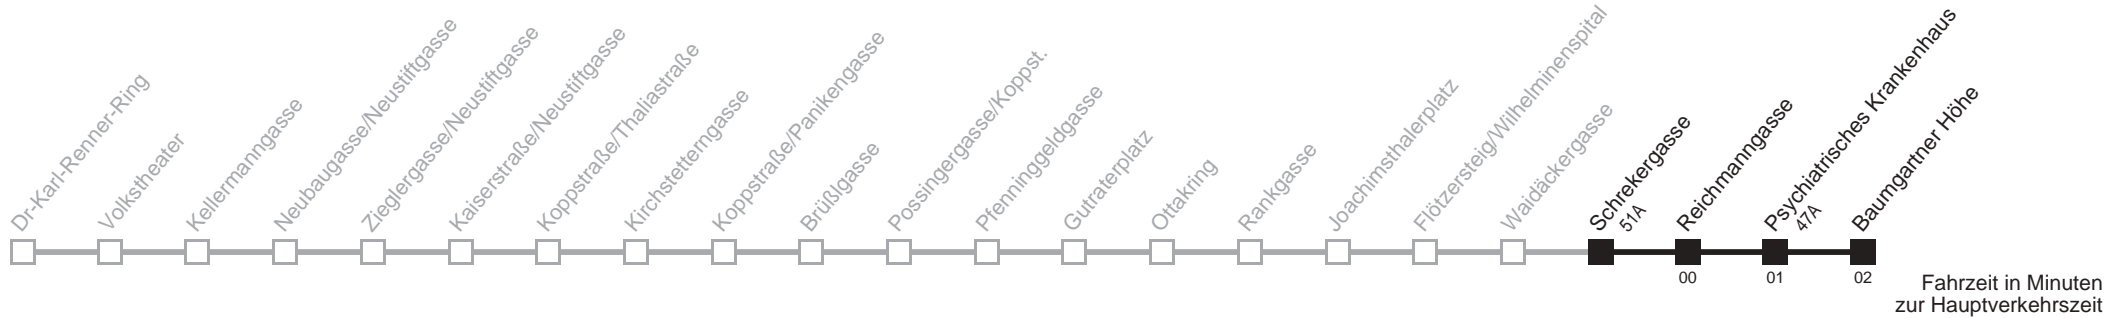 Dr-Karl-Renner-Ring
Volkstheater
Kellermanngasse
Neubaugasse/Neustiftgasse
Zieglergasse/Neustiftgasse
Kaiserstraße/Neustiftgasse
Koppstraße/Thaliastraße
Kirchstetterngasse
Koppstraße/Panikengasse
Brüßlgasse
Possingergasse/Koppst.
Pfenninggeldgasse
Gutraterplatz
Ottakring
Rankgasse
Joachimsthalerplatz
Flötzersteig/Wilhelminenspital
Waidäckergasse
Schrekergasse
51A
Reichmanngasse
Psychiatrisches Krankenhaus
47A
Baumgartner Höhe
00
01
02
Fahrzeit in Minuten
zur Hauptverkehrszeit